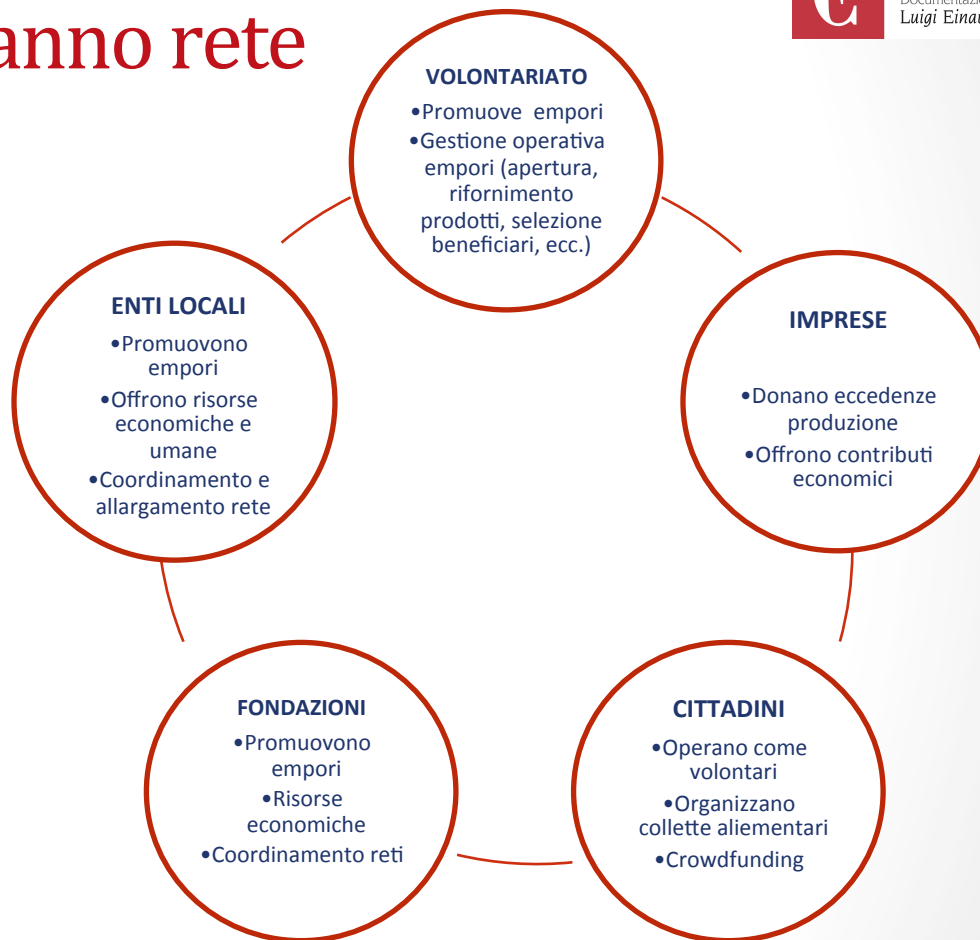 anno rete
Luigi Einau
VOLONTARIATO
•Promuove empori
•Gestione operativa
empori (apertura,
rifornimento
prodotti, selezione
beneficiari, ecc.)
ENTI LOCALI
•Promuovono
empori
•Offrono risorse
economiche e
umane
•Coordinamento e
allargamento rete
IMPRESE
•Donano eccedenze
produzione
•Offrono contributi
economici
FONDAZIONI
•Promuovono
empori
•Risorse
economiche
•Coordinamento reti
CITTADINI
•Operano come
volontari
•Organizzano
collette aliementari
•Crowdfunding